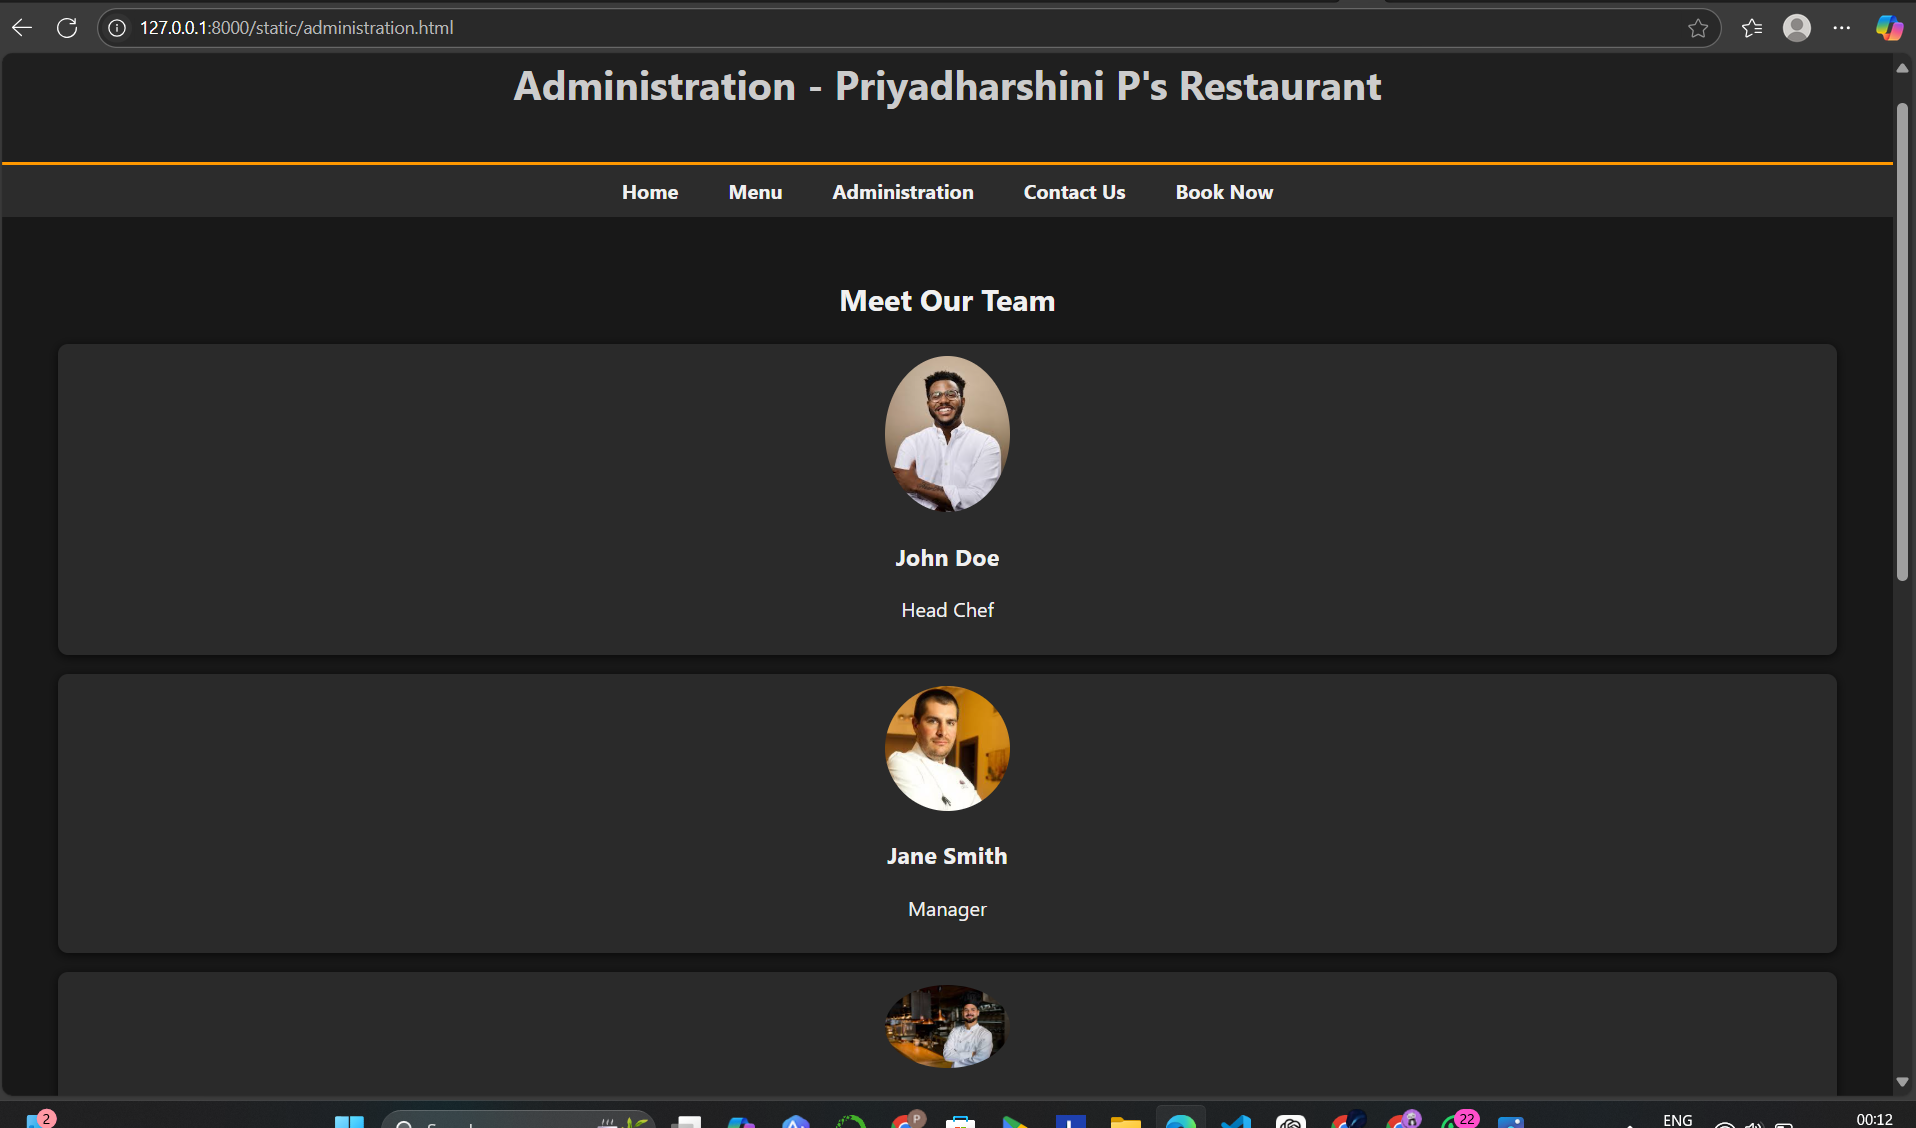 127.0.0.1:8000/static/administration.html
Administration - Priyadharshini P's Restaurant
Home Menu Administration Contact Us Book Now
Meet Our Team
John Doe
Head Chef
Jane Smith
Manager
2
P
22
ENG
00:12